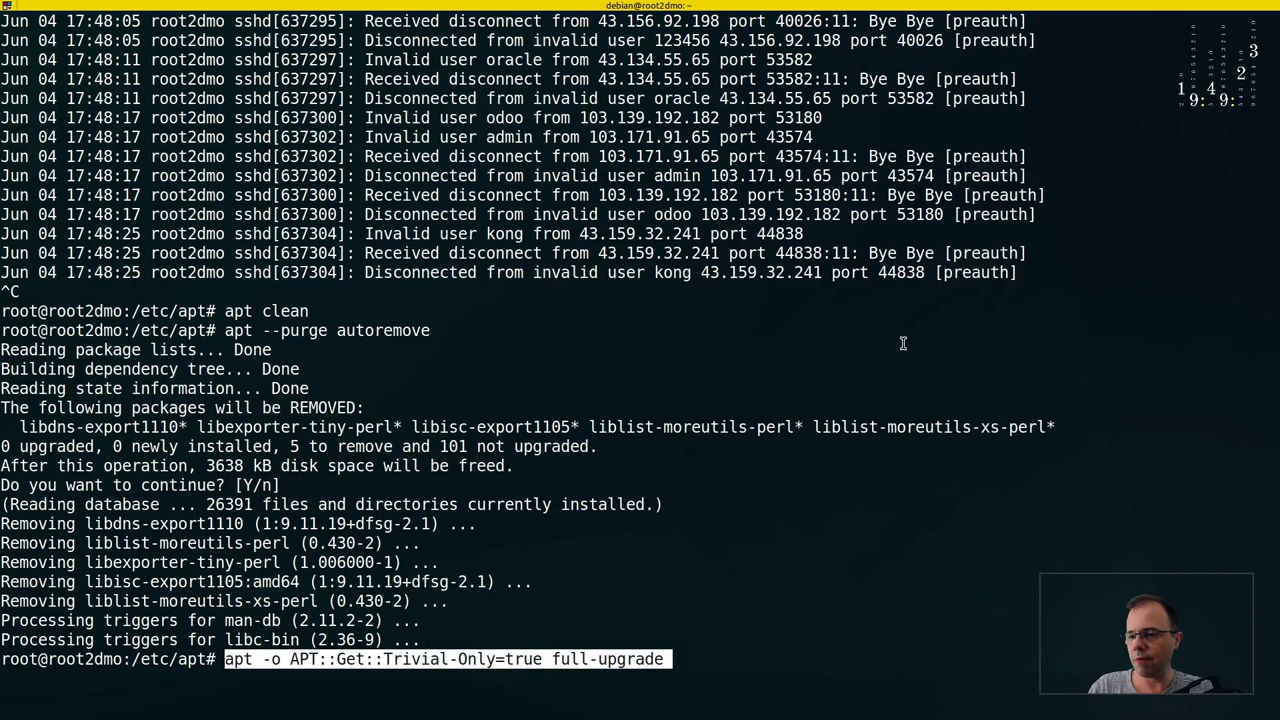 debian@root2dmo: ~
Jun 04 17:48:05 root2dmo sshd[637295]: Received disconnect from 43.156.92.198 port 40026:11: Bye Bye [preauth]
Jun 04 17:48:05 root2dmo sshd[637295]: Disconnected from invalid user 123456 43.156.92.198 port 40026 [preauth]
Jun 04 17:48:11 root2dmo sshd[637297]: Invalid user oracle from 43.134.55.65 port 53582
Jun 04 17:48:11 root2dmo sshd[637297]: Received disconnect from 43.134.55.65 port 53582:11: Bye Bye [preauth]
Jun 04 17:48:11 root2dmo sshd[637297]: Disconnected from invalid user oracle 43.134.55.65 port 53582 [preauth]
Jun 04 17:48:17 root2dmo sshd[637300]: Invalid user odoo from 103.139.192.182 port 53180
Jun 04 17:48:17 root2dmo sshd[637302]: Invalid user admin from 103.171.91.65 port 43574
Jun 04 17:48:17 root2dmo sshd[637302]: Received disconnect from 103.171.91.65 port 43574:11: Bye Bye [preauth]
Jun 04 17:48:17 root2dmo sshd[637302]: Disconnected from invalid user admin 103.171.91.65 port 43574 [preauth]
Jun 04 17:48:17 root2dmo sshd[637300]: Received disconnect from 103.139.192.182 port 53180:11: Bye Bye [preauth]
Jun 04 17:48:17 root2dmo sshd[637300]: Disconnected from invalid user odoo 103.139.192.182 port 53180 [preauth]
Jun 04 17:48:25 root2dmo sshd[637304]: Invalid user kong from 43.159.32.241 port 44838
Jun 04 17:48:25 root2dmo sshd[637304]: Received disconnect from 43.159.32.241 port 44838:11: Bye Bye [preauth]
Jun 04 17:48:25 root2dmo sshd[637304]: Disconnected from invalid user kong 43.159.32.241 port 44838 [preauth]
^C
root@root2dmo:/etc/apt# apt clean
root@root2dmo:/etc/apt# apt --purge autoremove
Reading package lists... Done
Building dependency tree... Done
Reading state information... Done
The following packages will be REMOVED:
libdns-export1110* libexporter-tiny-perl* libisc-export1105* liblist-moreutils-perl* liblist-moreutils-xs-perl*
0 upgraded, 0 newly installed, 5 to remove and 101 not upgraded.
After this operation, 3638 kB disk space will be freed.
Do you want to continue? [Y/n]
(Reading database ... 26391 files and directories currently installed.)
Removing libdns-export1110 (1:9.11.19+dfsg-2.1) ...
Removing liblist-moreutils-perl (0.430-2) ...
Removing libexporter-tiny-perl (1.006000-1) ...
Removing libisc-export1105:amd64 (1:9.11.19+dfsg-2.1) ...
Removing liblist-moreutils-xs-perl (0.430-2) ...
Processing triggers for man-db (2.11.2-2) ...
Processing triggers for libc-bin (2.36-9) ...
root@root2dmo:/etc/apt# apt -o APT::Get::Trivial-Only=true full-upgrade